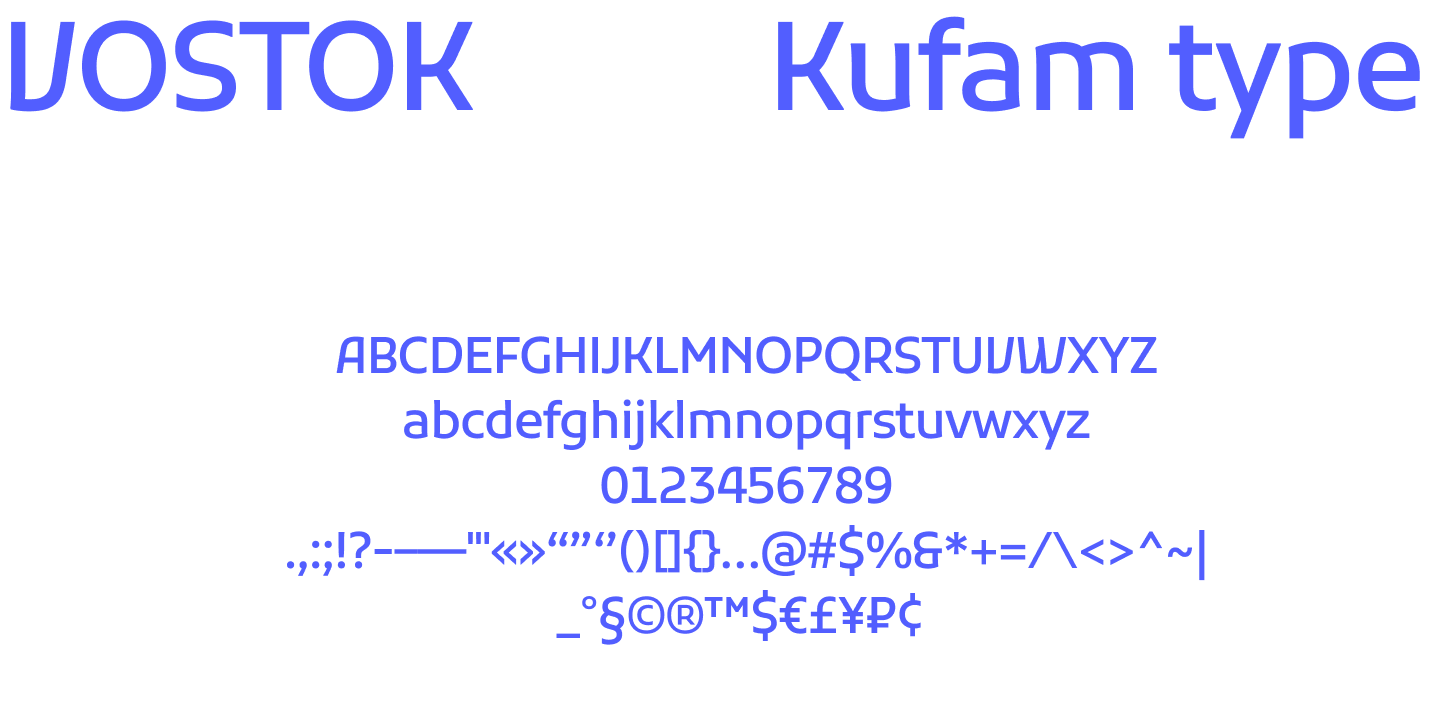 VOSTOK Kufam type
ABCDEFGHIJKLMNOPQRSTUVWXYZ
abcdefghijklmnopqrstuvwxyz
0123456789
.,:;!?-–—"'«»“”‘’()[]{}…@#$%&*+=/\<>^~|
_°§©®™$€£¥₽¢